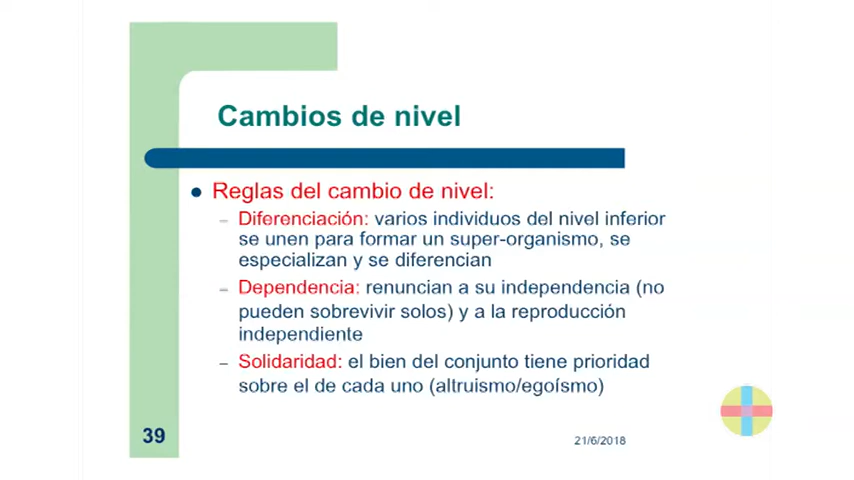 Cambios de nivel
Reglas del cambio de nivel:
– Diferenciación: varios individuos del nivel inferior
se unen para formar un super-organismo, se
especializan y se diferencian
– Dependencia: renuncian a su independencia (no
pueden sobrevivir solos) y a la reproducción
independiente
– Solidaridad: el bien del conjunto tiene prioridad
sobre el de cada uno (altruismo/egoísmo)
39
21/6/2018